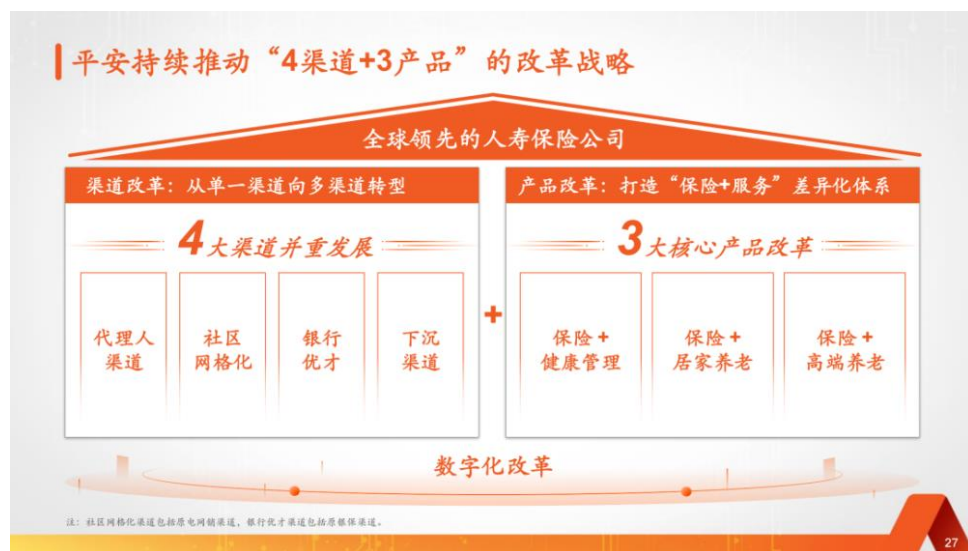 平安持续推动“4渠道+3产品”的改革战略
全球领先的人寿保险公司
渠道改革：从单一渠道向多渠道转型
4大渠道并重发展
代理人
渠道
社区
网格化
银行
优才
下沉
渠道
+
产品改革：打造“保险+服务”差异化体系
3大核心产品改革
保险+
健康管理
保险+
居家养老
保险+
高端养老
数字化改革
注：社区网格化渠道包括原电网销渠道，银行优才渠道包括原银保渠道。
27